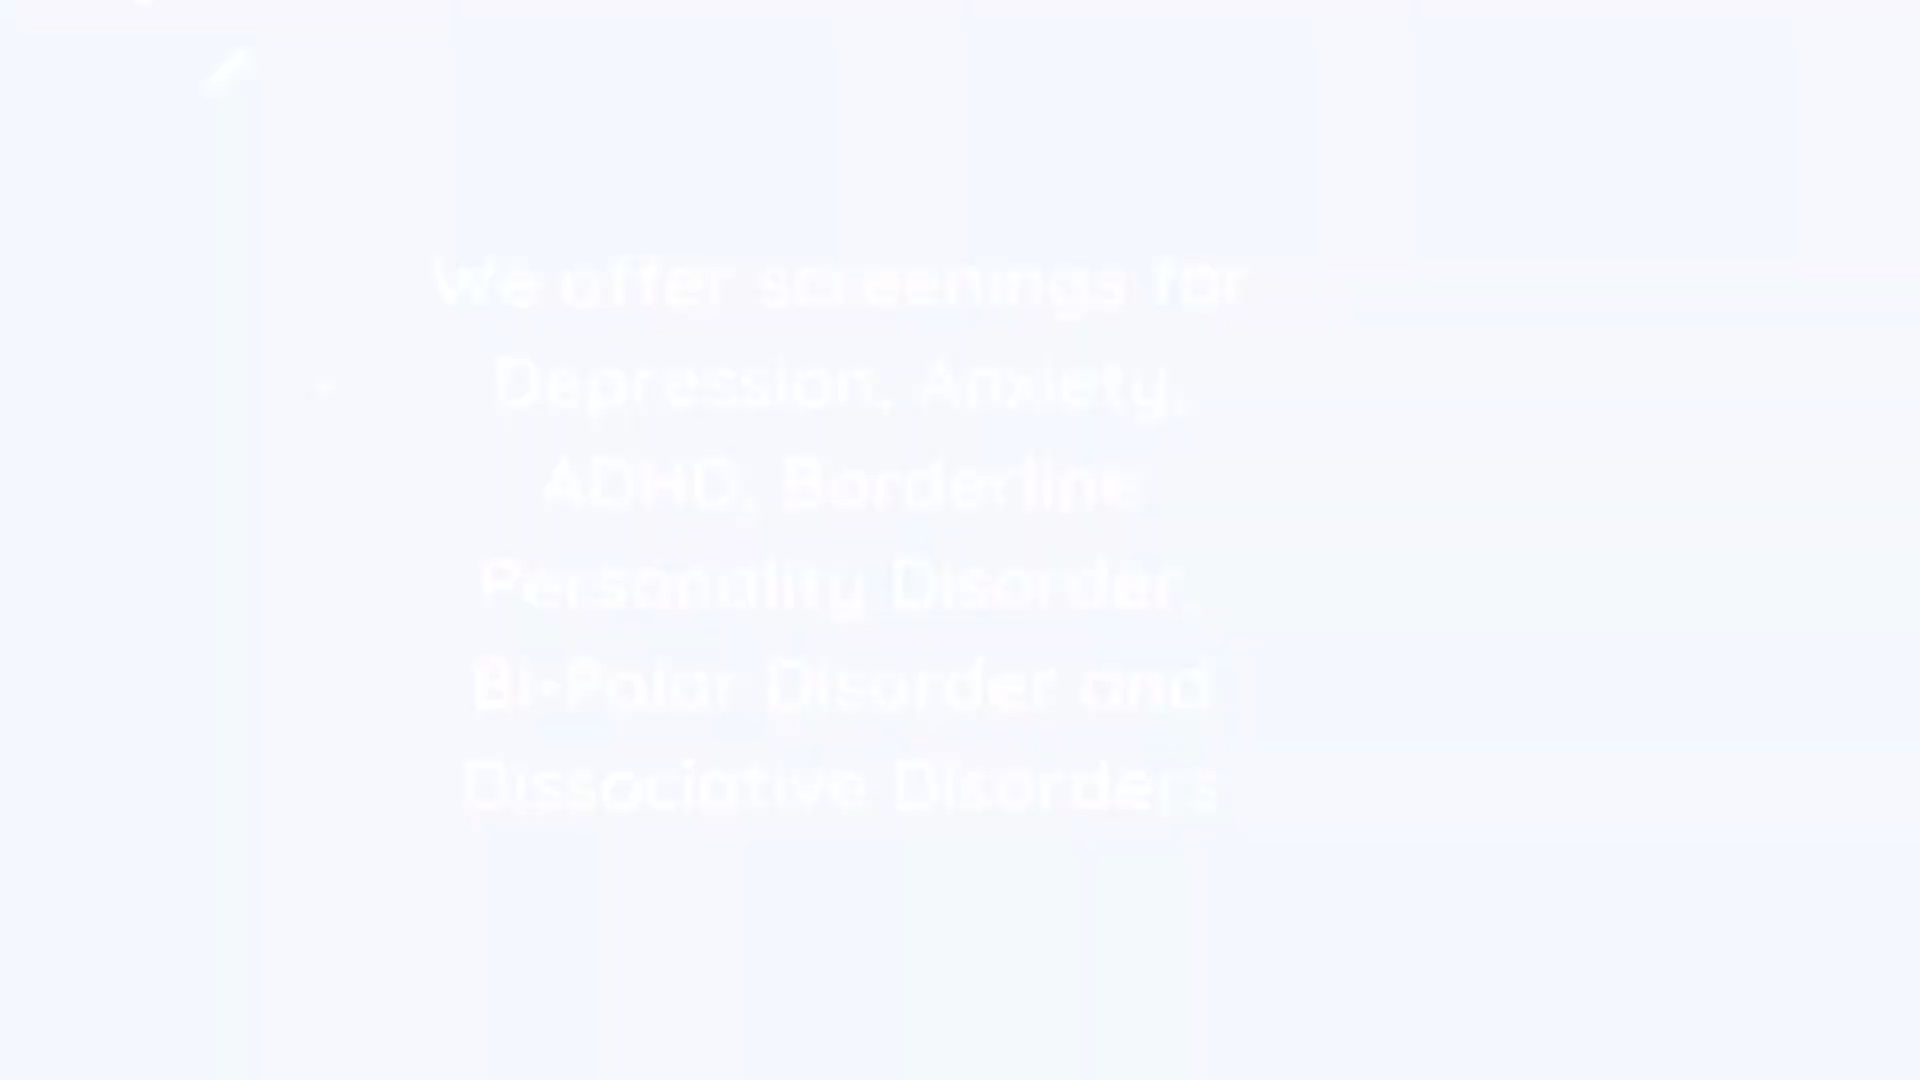 We offer screenings for
Depression, Anxiety,
ADHD, Borderline
Personality Disorder,
Bi-Polar Disorder and
Dissociative Disorders